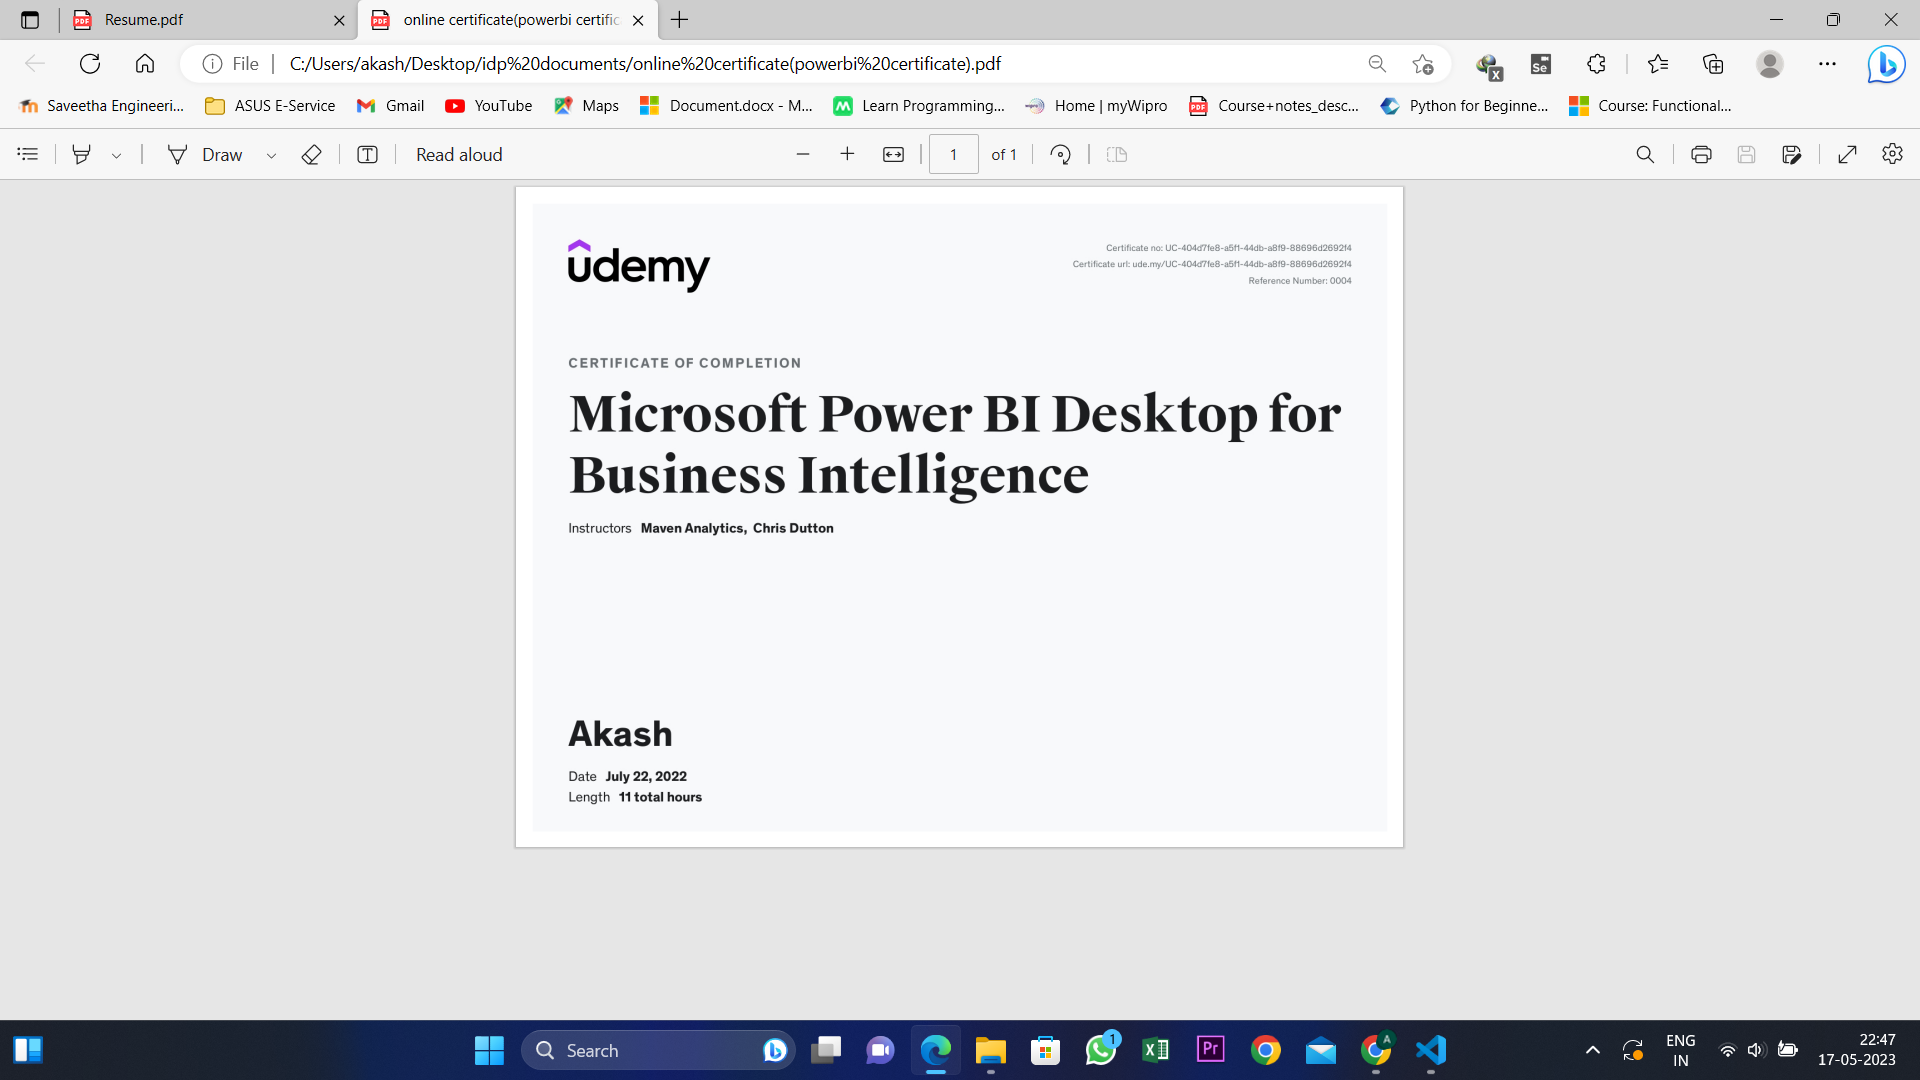 Resume.pdf
online certificate(powerbi certific
File
C:/Users/akash/Desktop/idp%20documents/online%20certificate(powerbi%20certificate).pdf
Saveetha Engineeri...
ASUS E-Service
Gmail
YouTube
Maps
Document.docx - M...
Learn Programming...
Home | myWipro
Course+notes_desc...
Python for Beginne...
Course: Functional...
Draw
Read aloud
1
of 1
udemy
Certificate no: UC-404d7fe8-a5f1-44db-a8f9-88696d2692f4
Certificate url: ude.my/UC-404d7fe8-a5f1-44db-a8f9-88696d2692f4
Reference Number: 0004
CERTIFICATE OF COMPLETION
Microsoft Power BI Desktop for
Business Intelligence
Instructors Maven Analytics, Chris Dutton
Akash
Date July 22, 2022
Length 11 total hours
Search
1
Pr
A
ENG
IN
22:47
17-05-2023